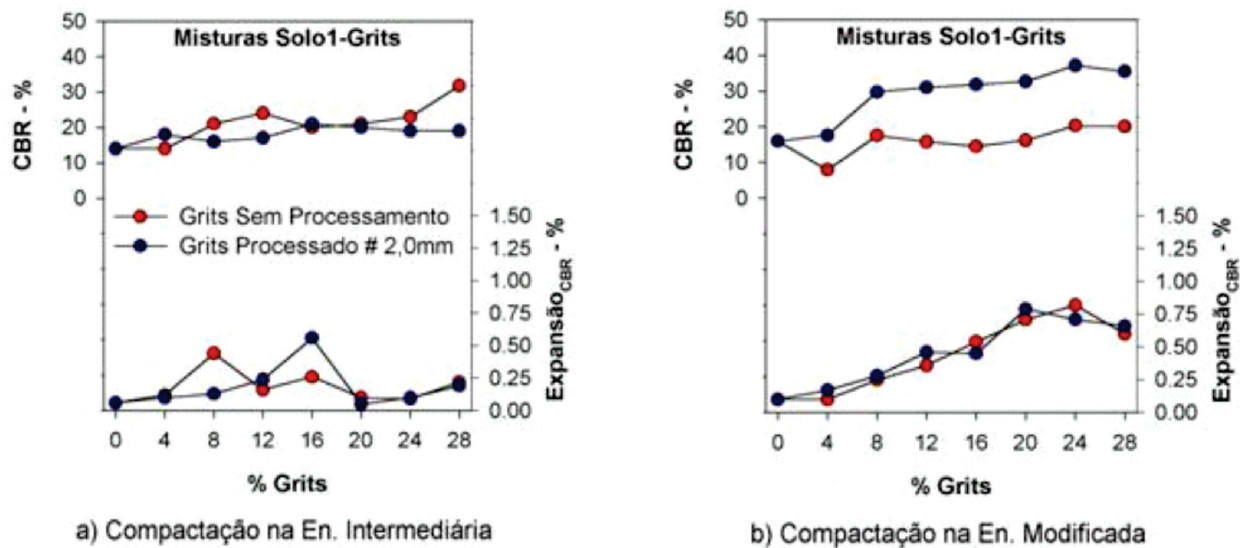 Misturas Solo1-Grits
CBR - %
50
40
30
20
10
0
Grits Sem Processamento
Grits Processado # 2,0mm
1.50
1.25
1.00
0.75
0.50
0.25
0.00
Expansão CBR - %
0 4 8 12 16 20 24 28
% Grits
a) Compactação na En. Intermediária
Misturas Solo1-Grits
CBR - %
50
40
30
20
10
0
1.50
1.25
1.00
0.75
0.50
0.25
0.00
Expansão CBR - %
0 4 8 12 16 20 24 28
% Grits
b) Compactação na En. Modificada